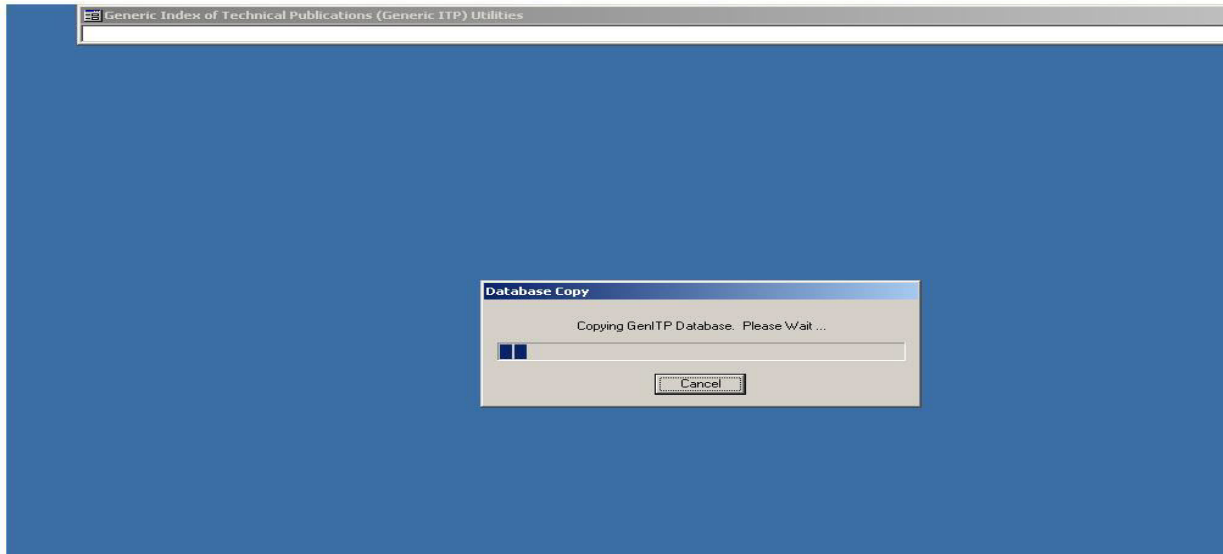 Generic Index of Technical Publications (Generic ITP) Utilities
Database Copy
Copying GenITP Database. Please Wait ...
Cancel